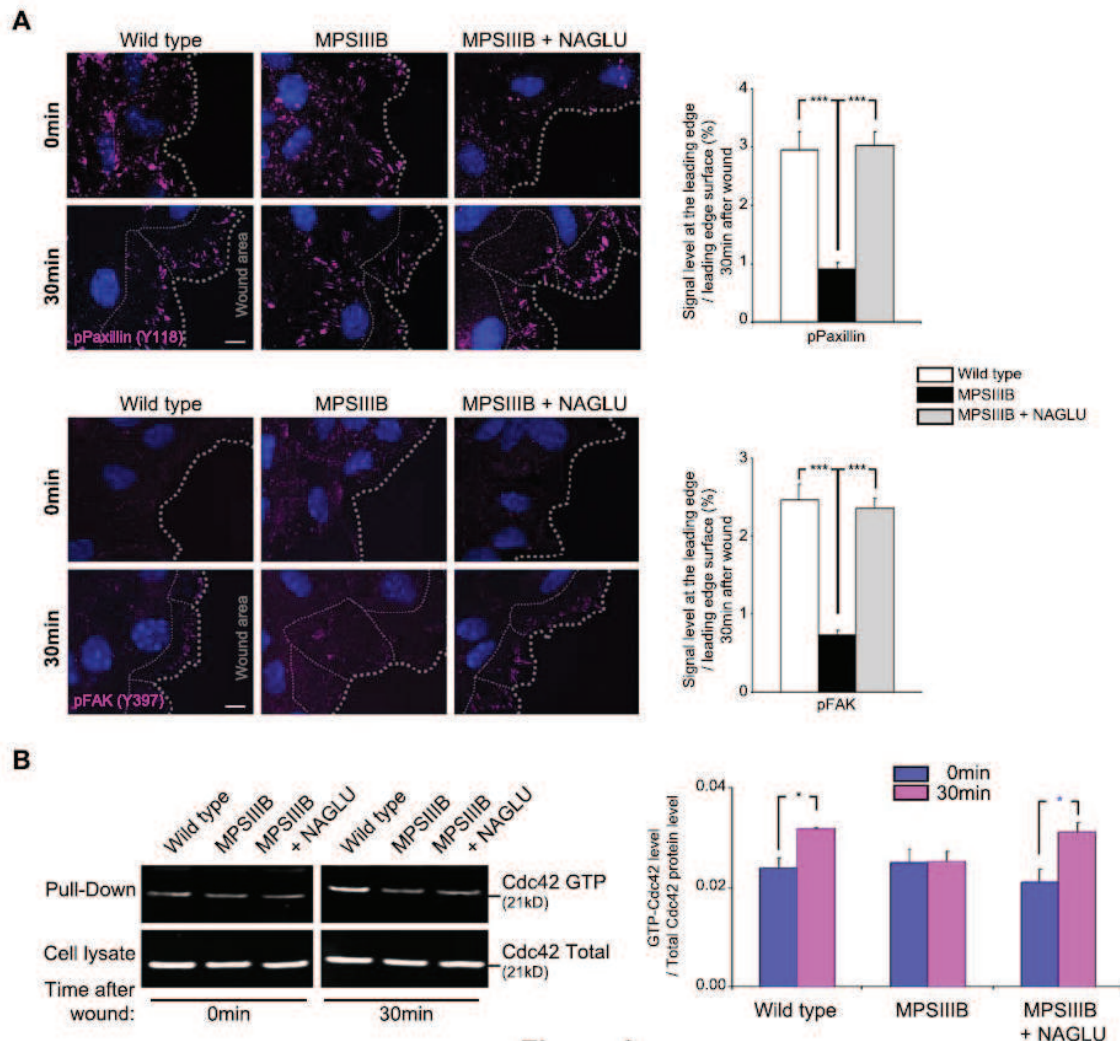 A
Wild type MPSIIIB MPSIIIB + NAGLU
0min
30min
Wound area
pPaxillin (Y118)
Signal level at the leading edge
/ leading edge surface (%)
30min after wound
4
3
2
1
0
*** ***
pPaxillin
Wild type
MPSIIIB
MPSIIIB + NAGLU
Wild type MPSIIIB MPSIIIB + NAGLU
0min
30min
Wound area
pFAK (Y397)
Signal level at the leading edge
/ leading edge surface (%)
30min after wound
3
2
1
0
*** ***
pFAK
B
Wild type
MPSIIIB
MPSIIIB
+ NAGLU
Wild type
MPSIIIB
MPSIIIB
+ NAGLU
Pull-Down
Cdc42 GTP
(21kD)
Cell lysate
Cdc42 Total
(21kD)
Time after
wound:
0min 30min
0min
30min
GTP-Cdc42 level
/ Total Cdc42 protein level
0.04
0.02
0.00
* *
Wild type MPSIIIB MPSIIIB
+ NAGLU